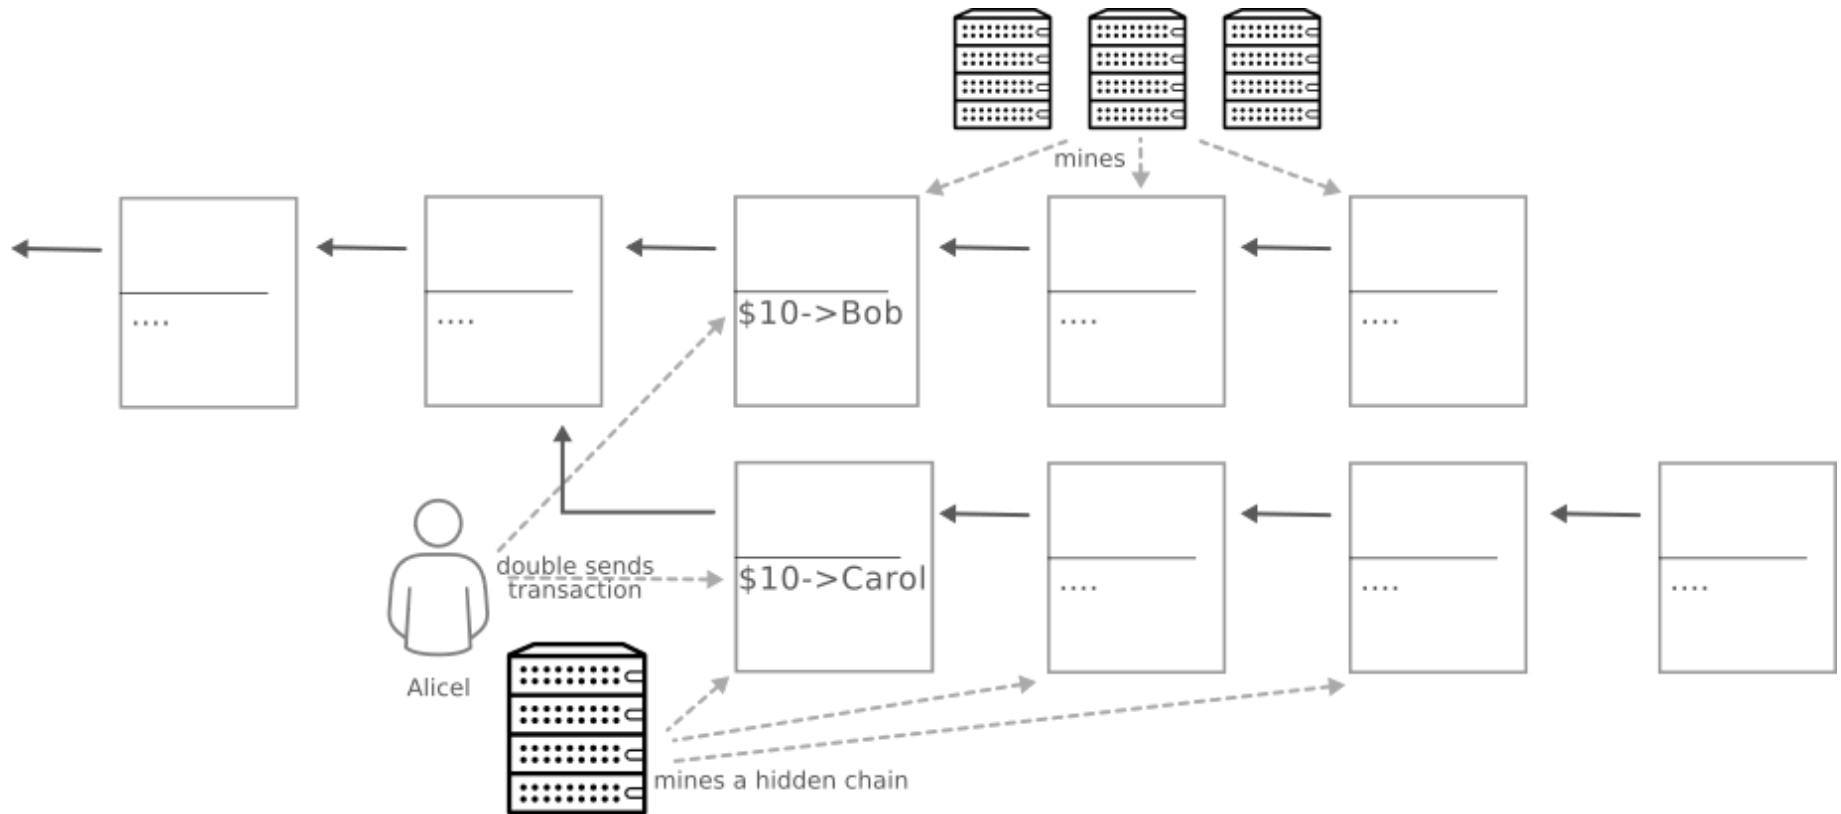 mines
....
....
$10->Bob
....
....
double sends
transaction
$10->Carol
....
....
....
Alicel
mines a hidden chain